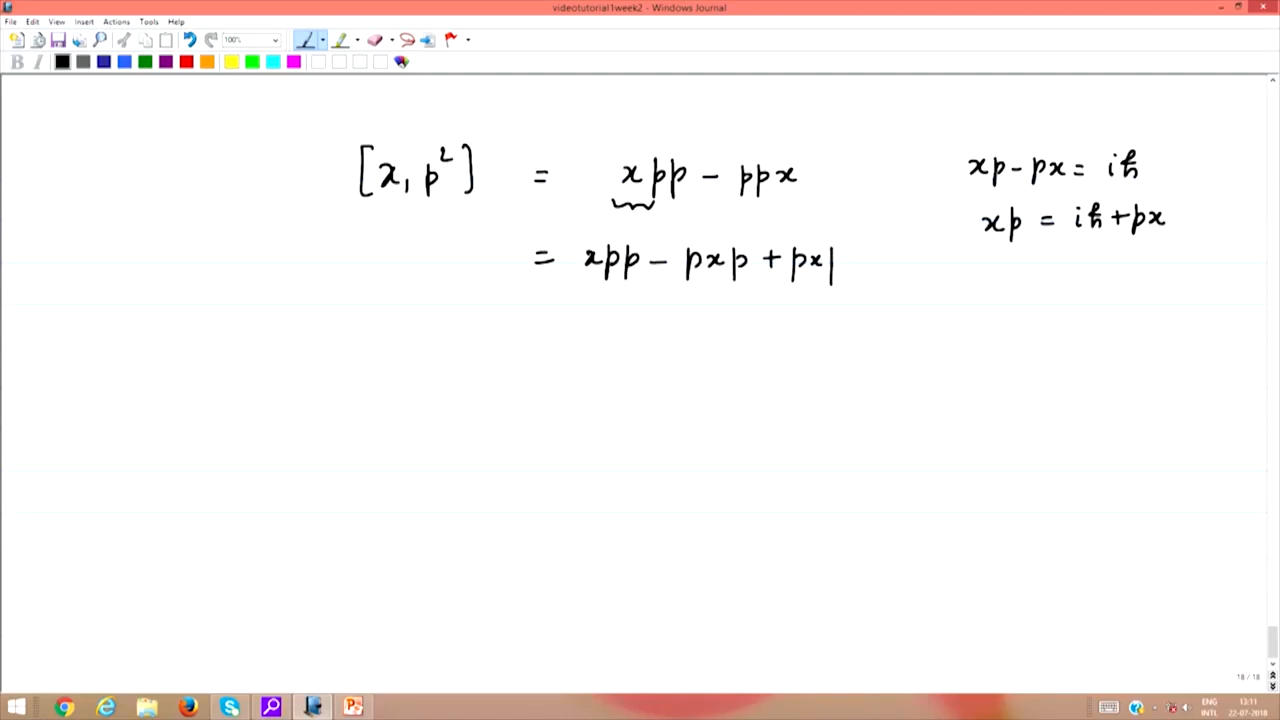 videotutorial1week2 - Windows Journal
File Edit View Insert Actions Tools Help
100%
B I
[x, p²] = xpp - ppx
xp - px = iℏ
xp = iℏ + px
= xpp - pxp + px|
18 / 18
ENG 13:11
INTL 22-07-2018